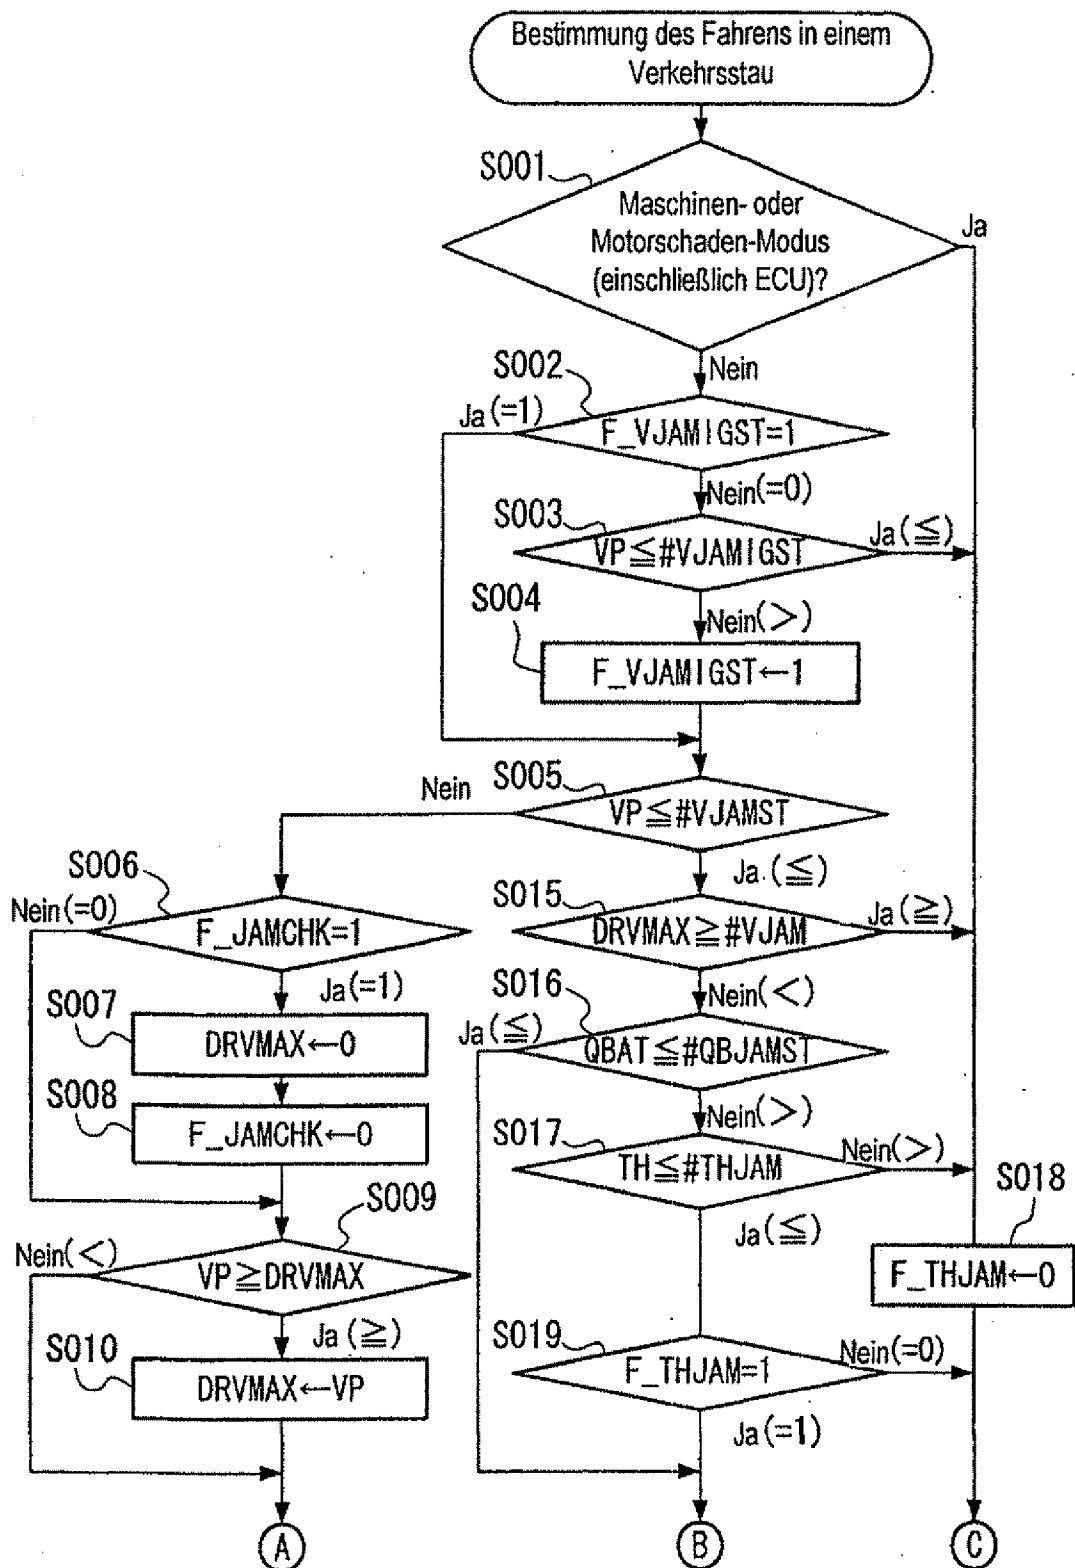 Bestimmung des Fahrens in einem
Verkehrsstau
S001
Maschinen- oder
Motorschaden-Modus
(einschließlich ECU)?
Ja
Nein
S002
Ja(=1)
F_VJAMIGST=1
Nein(=0)
S003
VP≦#VJAMIGST
Ja(≦)
S004
Nein(>)
F_VJAMIGST←1
S005
Nein
VP≦#VJAMST
Ja(≦)
S006
Nein(=0)
F_JAMCHK=1
Ja(=1)
S007
DRVMAX←0
S008
F_JAMCHK←0
S009
Nein(<)
VP≧DRVMAX
Ja(≧)
S010
DRVMAX←VP
S015
DRVMAX≧#VJAM
Ja(≧)
Nein(<)
S016
Ja(≦)
QBAT≦#QBJAMST
Nein(>)
S017
TH≦#THJAM
Nein(>)
Ja(≦)
S018
F_THJAM←0
S019
F_THJAM=1
Nein(=0)
Ja(=1)
A
B
C